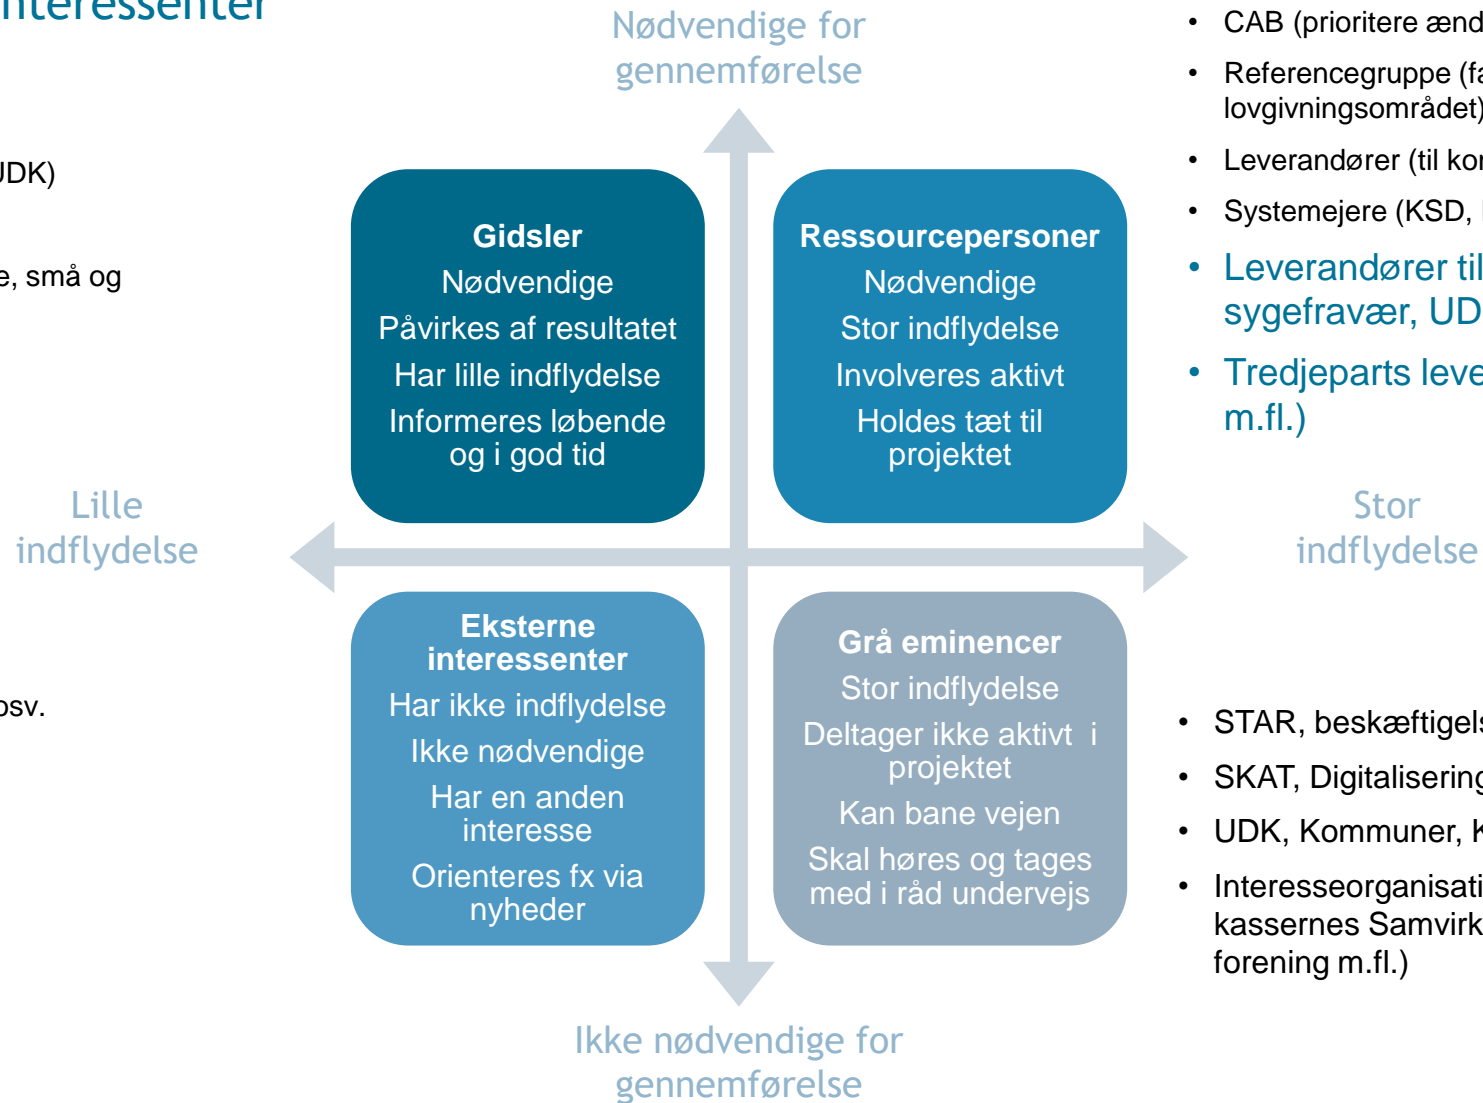 nteressenter
Nødvendige for
gennemførelse
• CAB (prioritere ænd
• Referencegruppe (fa
lovgivningsområdet)
• Leverandører (til kor
• Systemejere (KSD,
• Leverandører til
sygefravær, UD
• Tredjeparts leve
m.fl.)
JDK)
e, små og
Gidsler
Nødvendige
Påvirkes af resultatet
Har lille indflydelse
Informeres løbende
og i god tid
Ressourcepersoner
Nødvendige
Stor indflydelse
Involveres aktivt
Holdes tæt til
projektet
Lille
indflydelse
Stor
indflydelse
osv.
Eksterne
interessenter
Har ikke indflydelse
Ikke nødvendige
Har en anden
interesse
Orienteres fx via
nyheder
Grå eminencer
Stor indflydelse
Deltager ikke aktivt i
projektet
Kan bane vejen
Skal høres og tages
med i råd undervejs
• STAR, beskæftigels
• SKAT, Digitalisering
• UDK, Kommuner, K
• Interesseorganisati
kassernes Samvirk
forening m.fl.)
Ikke nødvendige for
gennemførelse